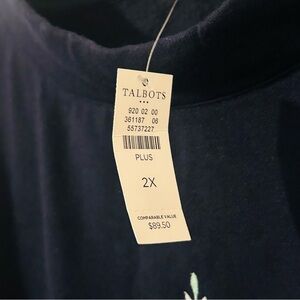 TALBOTS
920 02 00
361187 06
55737227
PLUS
2X
COMPARABLE VALUE
$89.50